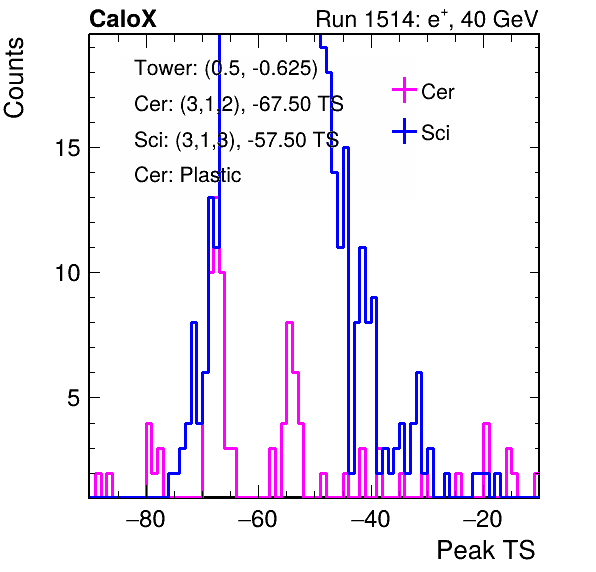 CaloX Run 1514: e⁺, 40 GeV
Counts
Tower: (0.5, -0.625)
Cer: (3,1,2), -67.50 TS
Sci: (3,1,3), -57.50 TS
Cer: Plastic
Cer
Sci
15
10
5
−80 −60 −40 −20
Peak TS